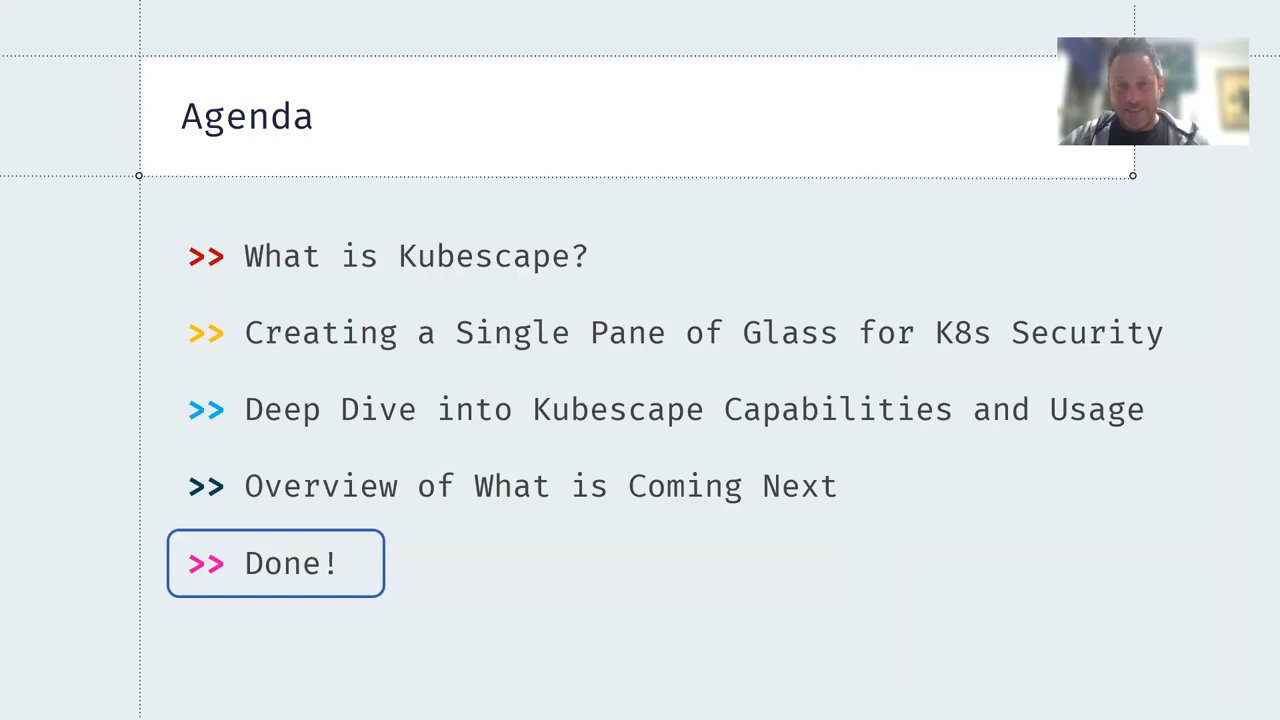 Agenda
>> What is Kubescape?
>> Creating a Single Pane of Glass for K8s Security
>> Deep Dive into Kubescape Capabilities and Usage
>> Overview of What is Coming Next
>> Done!